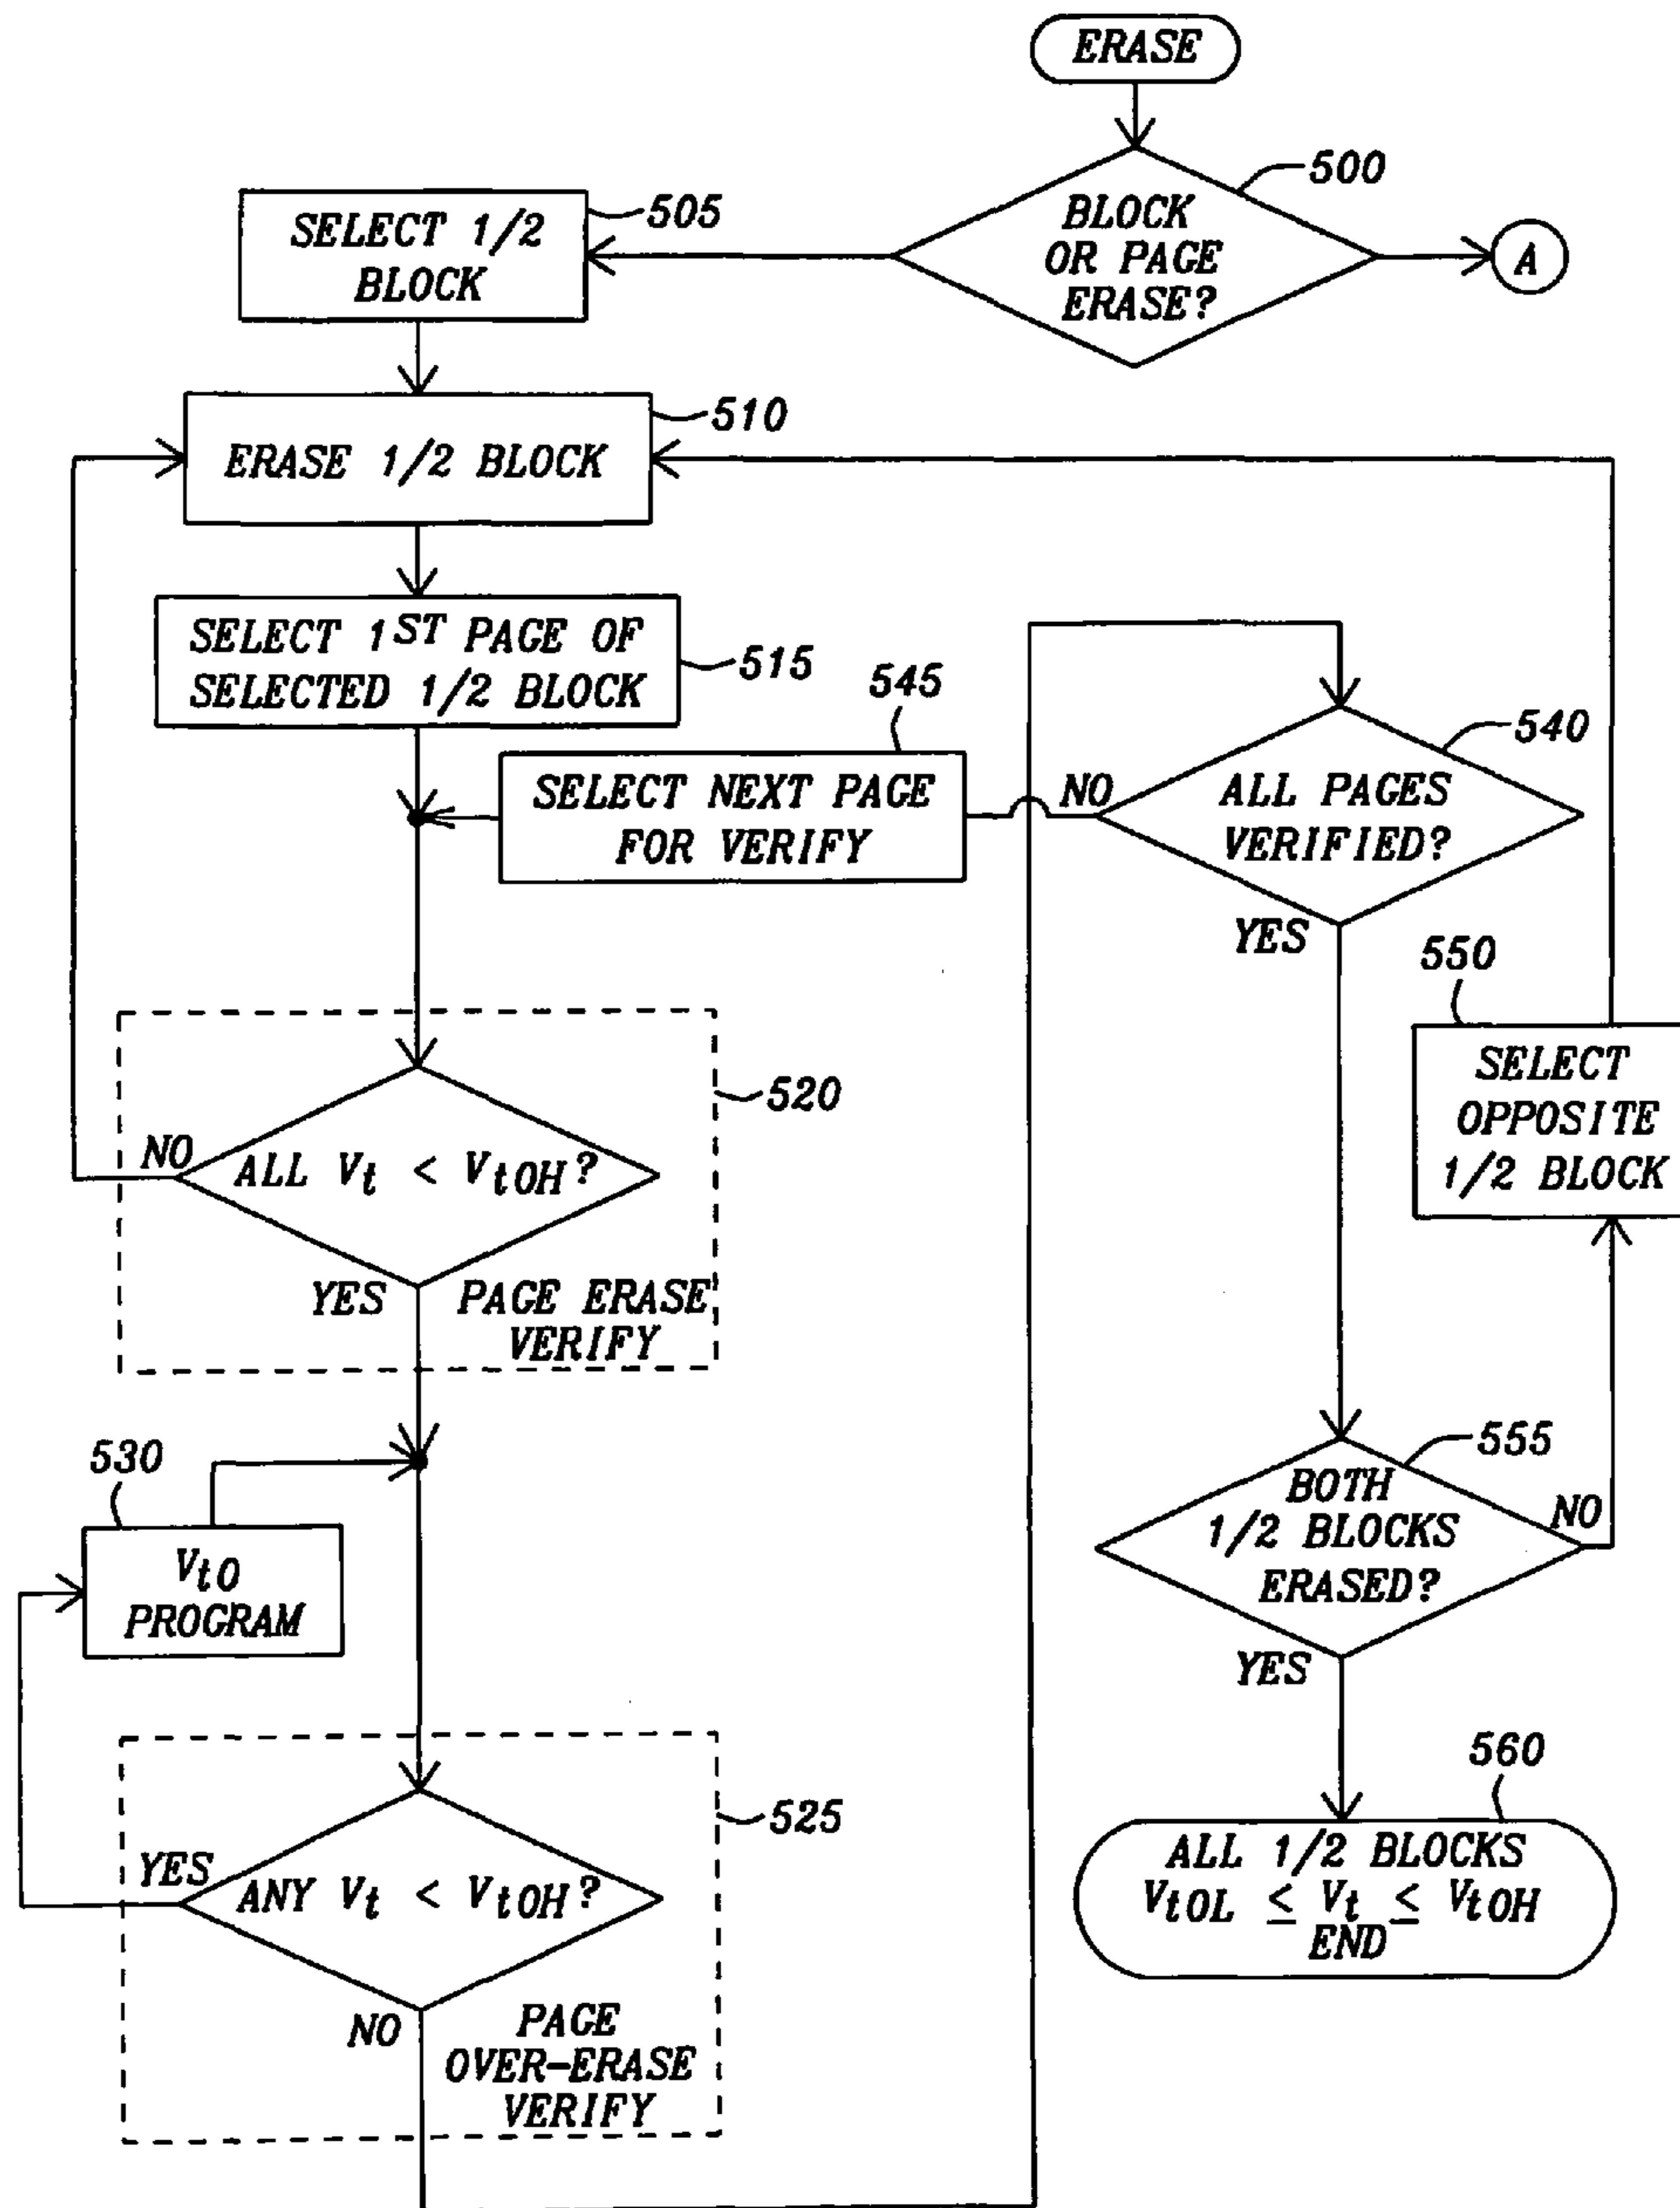 ERASE
500
BLOCK
OR PAGE
ERASE?
A
505
SELECT 1/2
BLOCK
510
ERASE 1/2 BLOCK
SELECT 1ST PAGE OF
SELECTED 1/2 BLOCK
515
545
SELECT NEXT PAGE
FOR VERIFY
NO
540
ALL PAGES
VERIFIED?
YES
550
SELECT
OPPOSITE
1/2 BLOCK
520
NO
ALL Vt < Vt0H?
YES
PAGE ERASE
VERIFY
530
Vt0
PROGRAM
555
BOTH
1/2 BLOCKS
ERASED?
NO
YES
525
YES
ANY Vt < Vt0H?
NO
PAGE
OVER-ERASE
VERIFY
560
ALL 1/2 BLOCKS
Vt0L ≤ Vt ≤ Vt0H
END